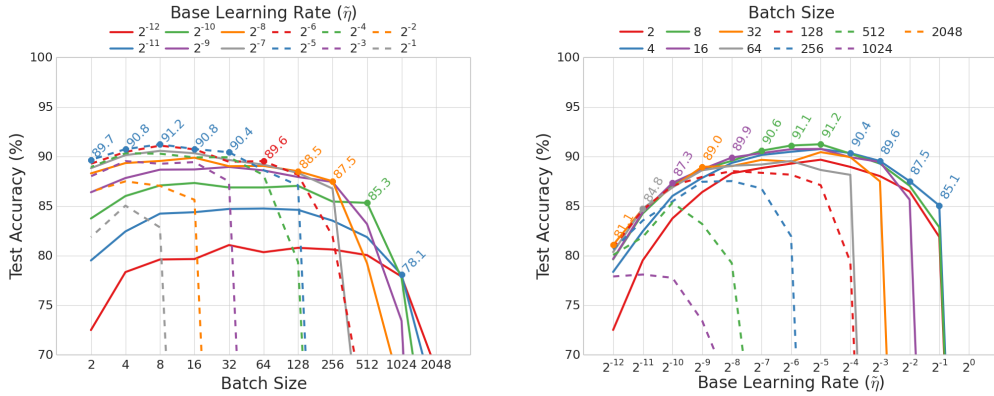 Base Learning Rate (η̃)
2⁻¹² 2⁻¹⁰ 2⁻⁸ 2⁻⁶ 2⁻⁴ 2⁻²
2⁻¹¹ 2⁻⁹ 2⁻⁷ 2⁻⁵ 2⁻³ 2⁻¹
100
95
90
85
80
75
70
Test Accuracy (%)
89.7 90.8 91.2 90.8 90.4 89.6 88.5 87.5 85.3 78.1
2 4 8 16 32 64 128 256 512 1024 2048
Batch Size
Batch Size
2 8 32 128 512 2048
4 16 64 256 1024
100
95
90
85
80
75
70
Test Accuracy (%)
81.1 84.8 87.3 89.0 89.9 90.6 91.1 91.2 90.4 89.6 87.5 85.1
2⁻¹² 2⁻¹¹ 2⁻¹⁰ 2⁻⁹ 2⁻⁸ 2⁻⁷ 2⁻⁶ 2⁻⁵ 2⁻⁴ 2⁻³ 2⁻² 2⁻¹ 2⁰
Base Learning Rate (η̃)